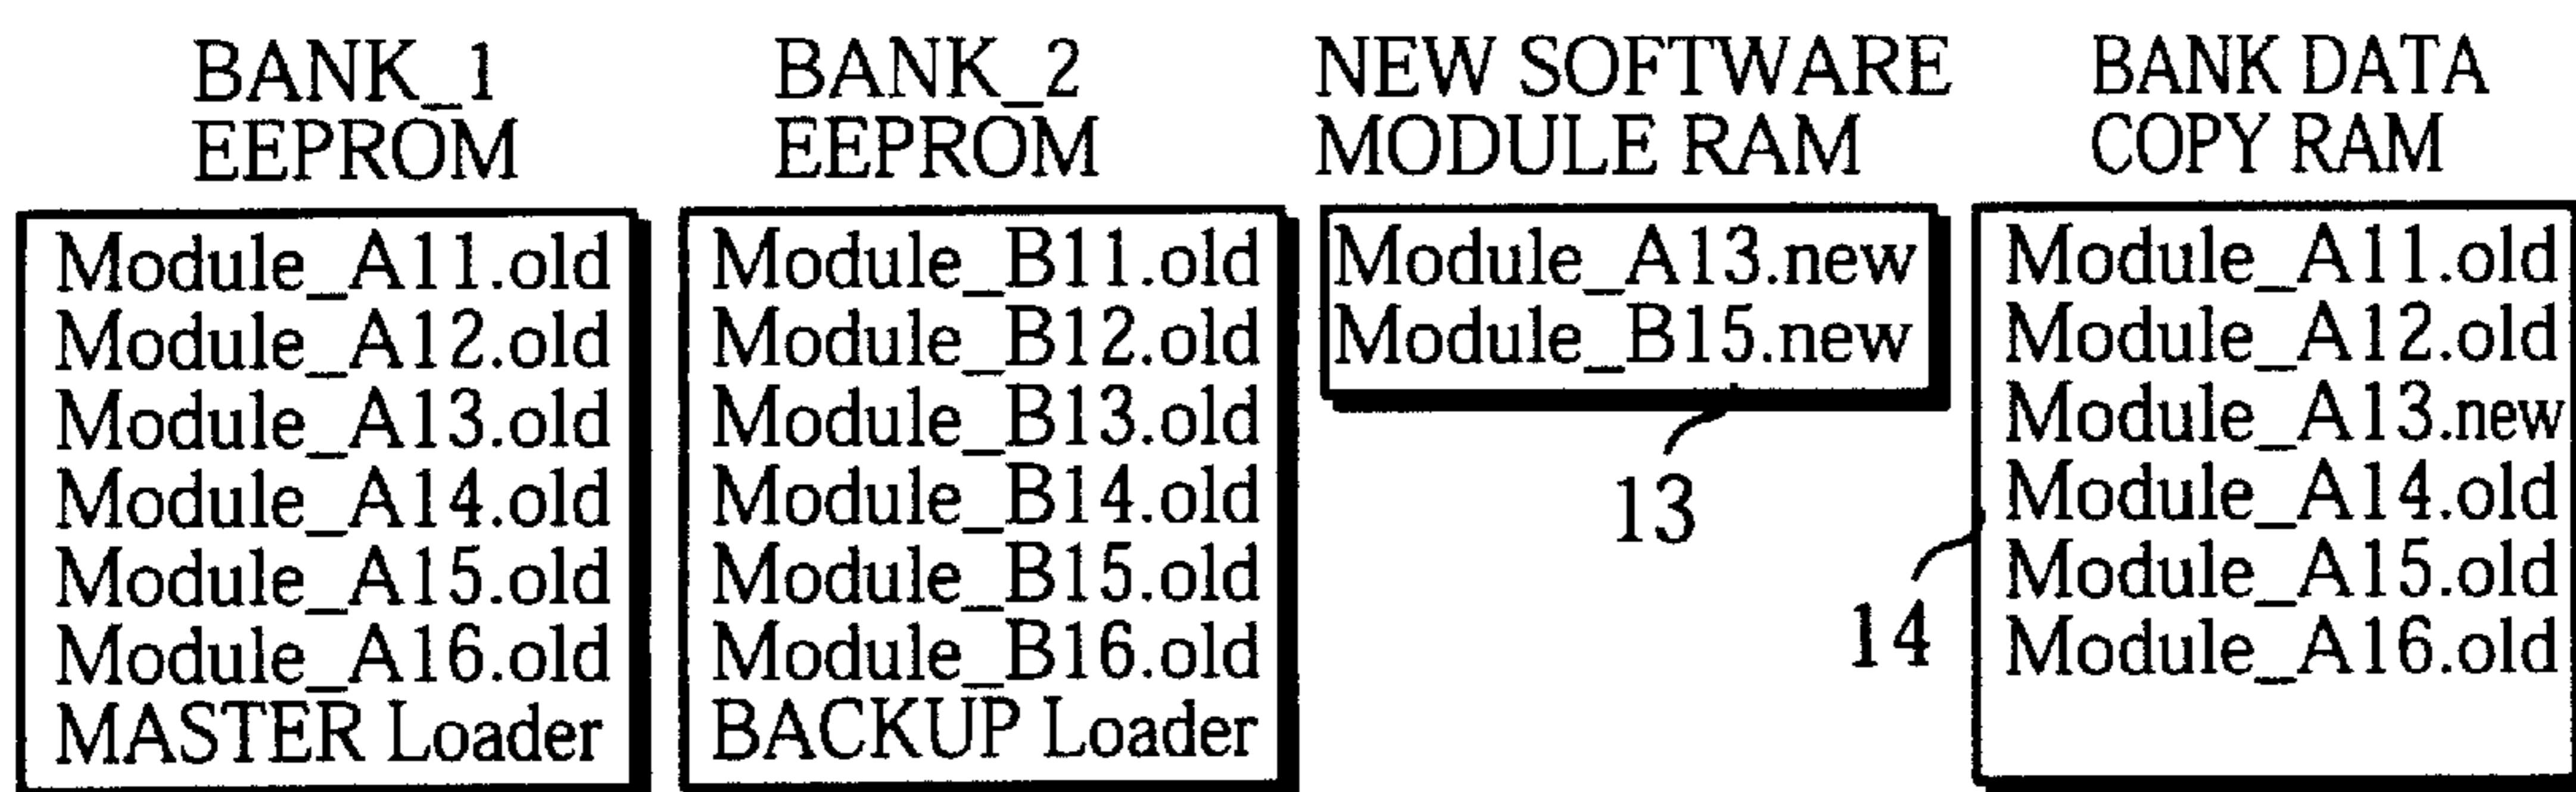 BANK_1
EEPROM
Module_A11.old
Module_A12.old
Module_A13.old
Module_A14.old
Module_A15.old
Module_A16.old
MASTER Loader
BANK_2
EEPROM
Module_B11.old
Module_B12.old
Module_B13.old
Module_B14.old
Module_B15.old
Module_B16.old
BACKUP Loader
NEW SOFTWARE
MODULE RAM
Module_A13.new
Module_B15.new
13
BANK DATA
COPY RAM
Module_A11.old
Module_A12.old
Module_A13.new
Module_A14.old
Module_A15.old
Module_A16.old
14